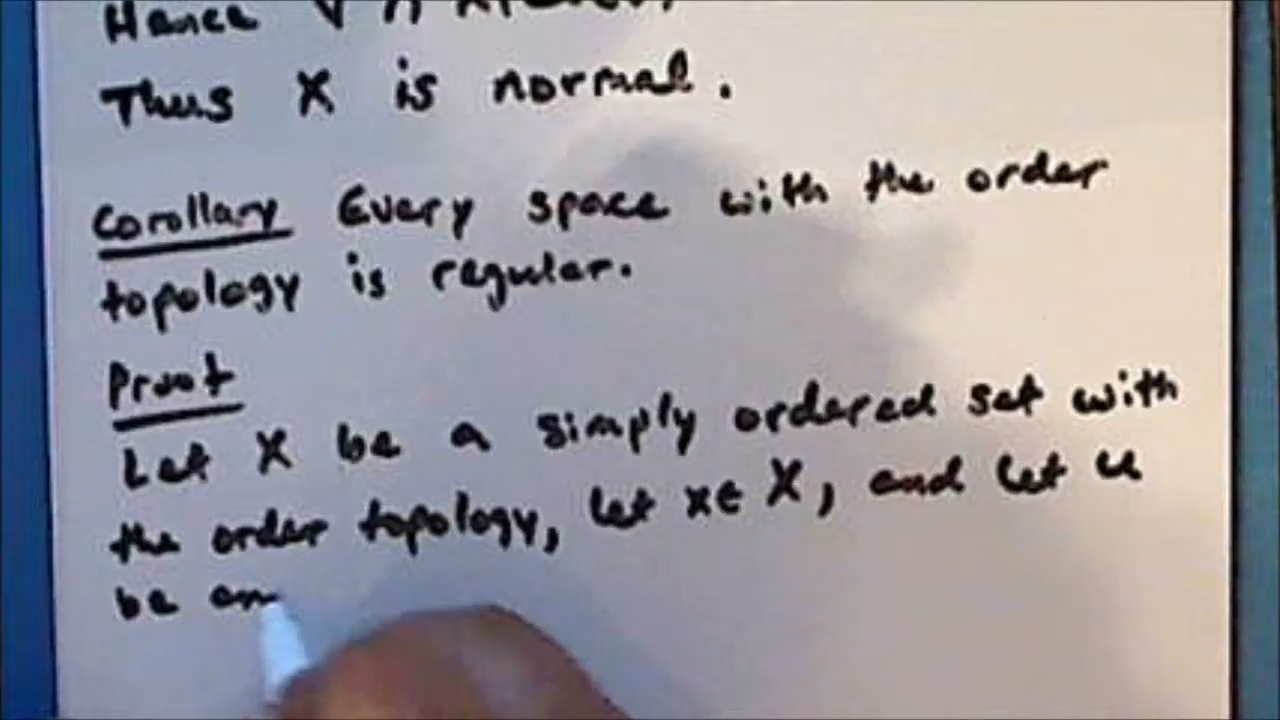 Hence
Thus X is normal.
Corollary Every space with the order
topology is regular.
Proof
Let X be a simply ordered set with
the order topology, let x∈ X, and let U
be an